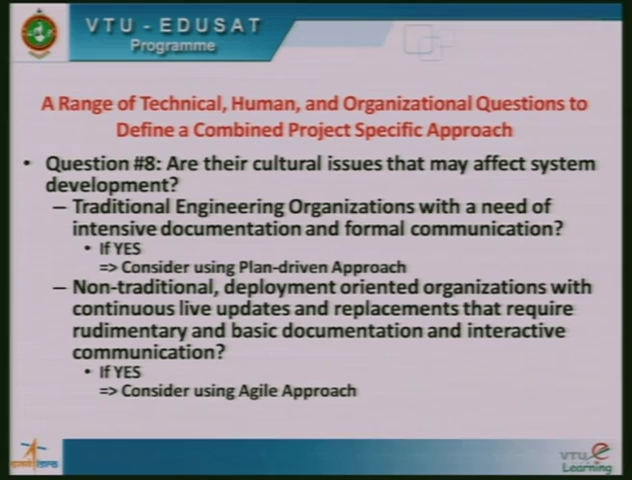 VTU - EDUSAT
Programme
A Range of Technical, Human, and Organizational Questions to
Define a Combined Project Specific Approach
• Question #8: Are their cultural issues that may affect system
development?
– Traditional Engineering Organizations with a need of
intensive documentation and formal communication?
• If YES
=> Consider using Plan-driven Approach
– Non-traditional, deployment oriented organizations with
continuous live updates and replacements that require
rudimentary and basic documentation and interactive
communication?
• If YES
=> Consider using Agile Approach
VTU e
Learning